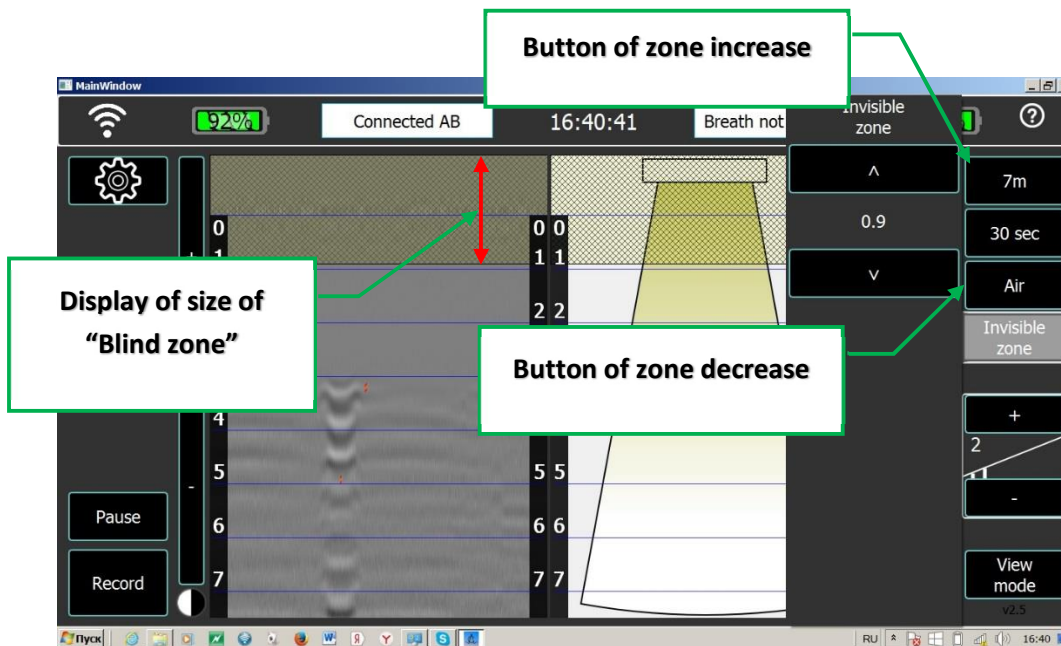 Button of zone increase
MainWindow
92%
Connected AB
16:40:41
Breath not
Invisible
zone
^
7m
0.9
30 sec
v
Air
Invisible
zone
0
0
0
1
1
1
+
Display of size of
“Blind zone”
2
2
Button of zone decrease
4
+
2
5
5
5
-
-
Pause
6
6
6
Record
7
7
7
View
mode
v2.5
Пуск
RU
16:40